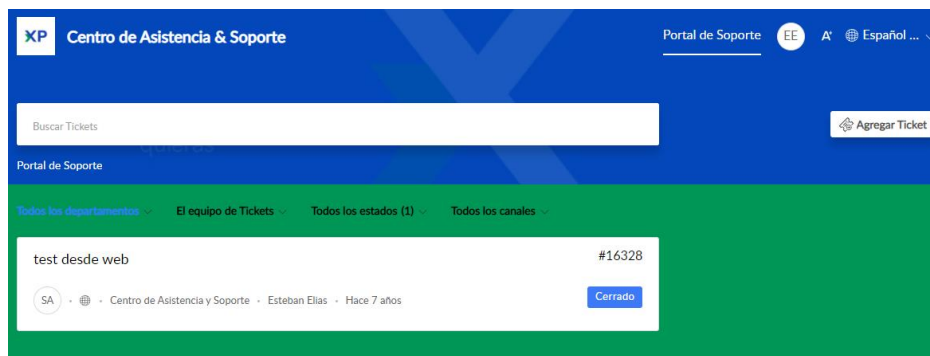 XP Centro de Asistencia & Soporte
Portal de Soporte EE A+ Español ...
Buscar Tickets
Agregar Ticket
quieras
Portal de Soporte
Todos los departamentos El equipo de Tickets Todos los estados (1) Todos los canales
test desde web #16328
SA Centro de Asistencia y Soporte Esteban Elias Hace 7 años Cerrado